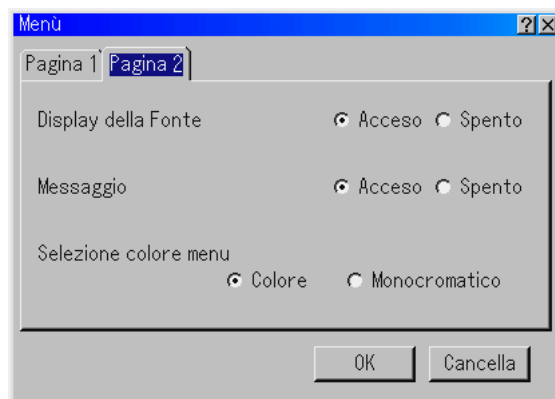 Menù
Pagina 1 Pagina 2
Display della Fonte Acceso Spento
Messaggio Acceso Spento
Selezione colore menu
Colore Monocromatico
OK Cancella